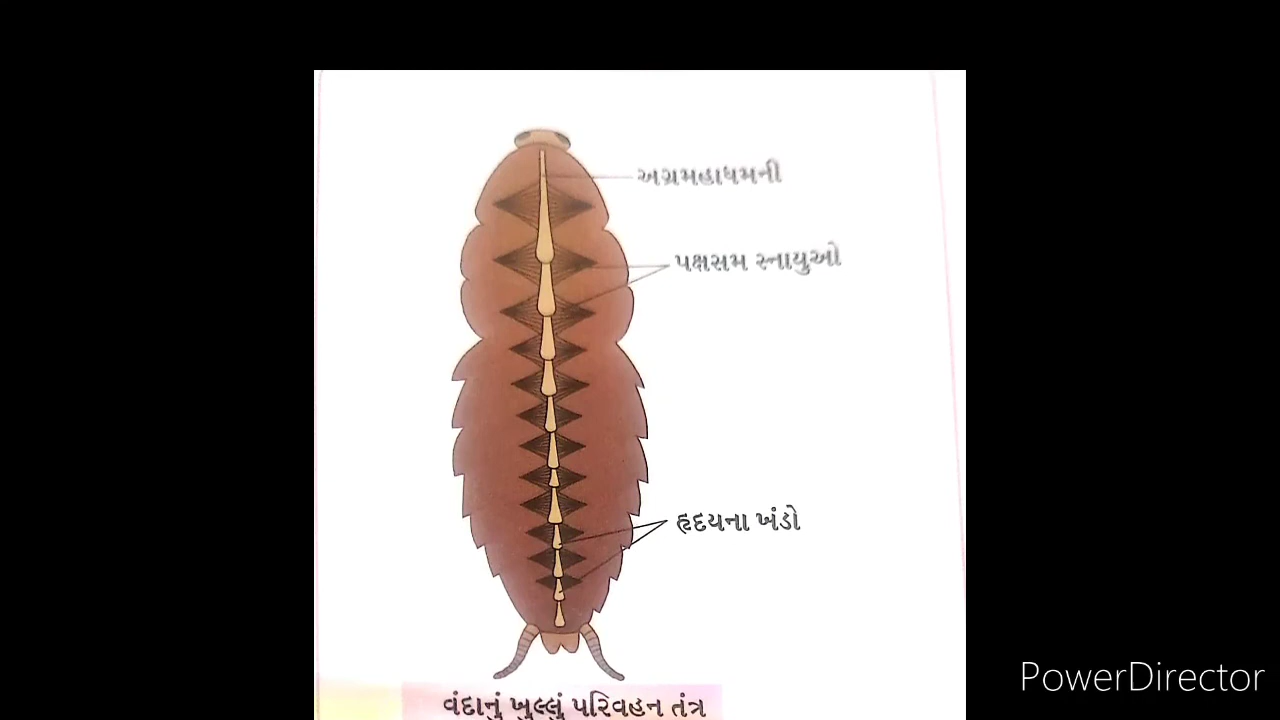 અગ્રમહાધમની
પક્ષસમ સ્નાયુઓ
હૃદયના ખંડો
વંદાનું ખુલ્લું પરિવહન તંત્ર
PowerDirector